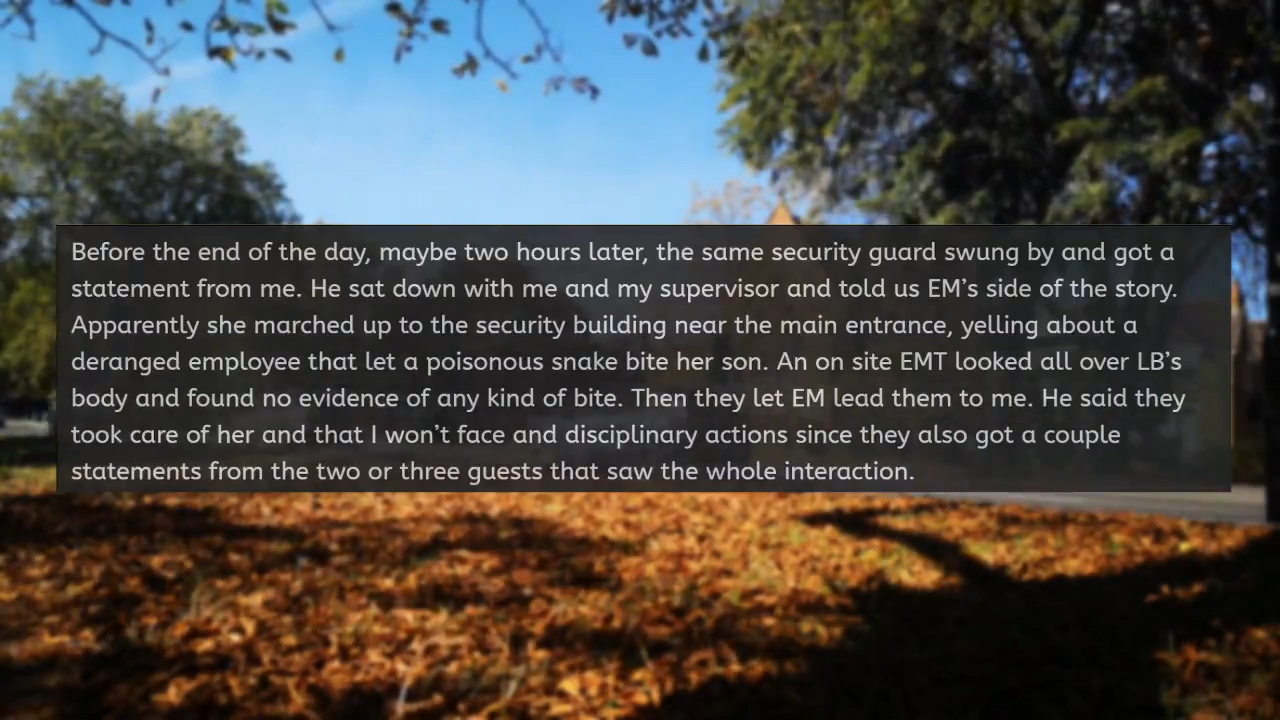 Before the end of the day, maybe two hours later, the same security guard swung by and got a
statement from me. He sat down with me and my supervisor and told us EM’s side of the story.
Apparently she marched up to the security building near the main entrance, yelling about a
deranged employee that let a poisonous snake bite her son. An on site EMT looked all over LB’s
body and found no evidence of any kind of bite. Then they let EM lead them to me. He said they
took care of her and that I won’t face and disciplinary actions since they also got a couple
statements from the two or three guests that saw the whole interaction.